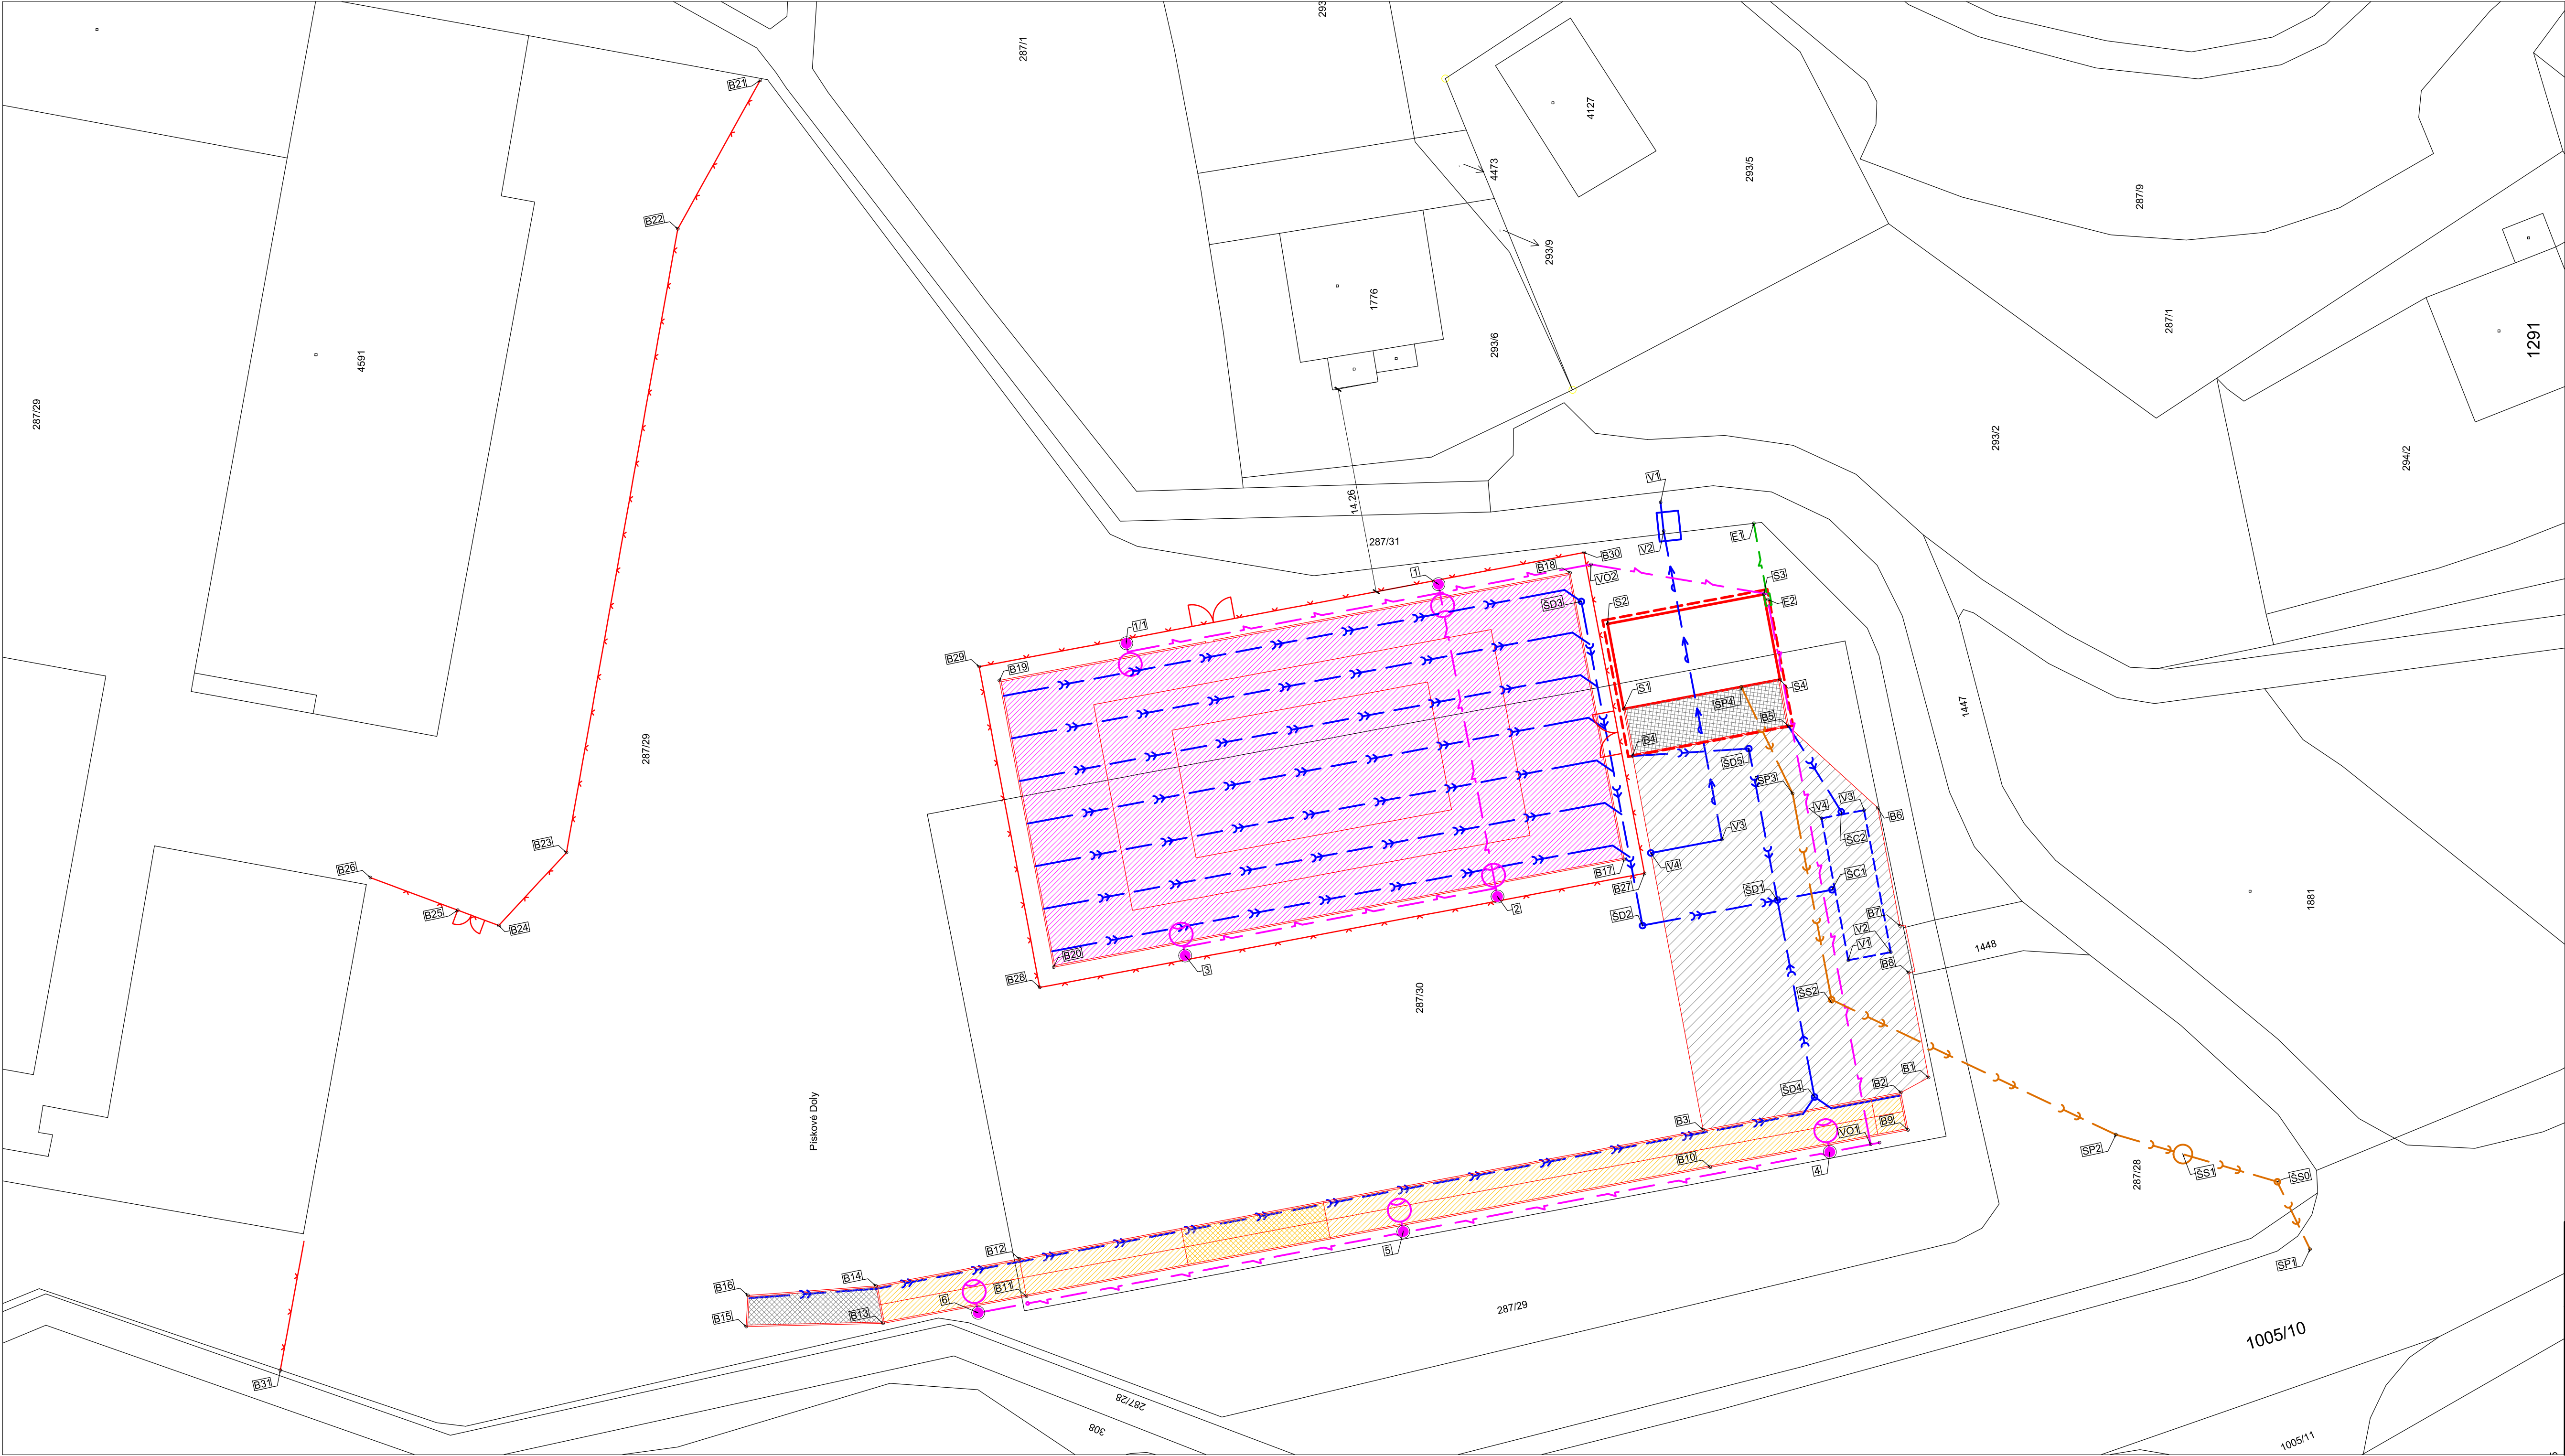 293
287/1
B21
4127
4473
293/5
287/9
B22
293/9
1776
287/1
1291
4591
293/6
287/29
293/2
294/2
V1
14.26
E1
287/31
V2
B30
B18
1
VO2
S3
ŠD3
S2
E2
1/1
B29
B19
S1
S4
SP4
1447
B5
B4
287/29
ŠD5
SP3
V4
V3
B6
B23
V3
ŠC2
B26
B17
V4
ŠC1
B27
ŠD1
1881
B25
B24
2
ŠD2
B7
V2
V1
1448
B20
B8
3
B28
287/30
ŠS2
B1
B2
ŠD4
Pískové Doly
B3
B9
VO1
SP2
B10
4
287/28
ŠS1
ŠS0
B12
5
SP1
B14
B16
B11
6
B15
B13
287/29
1005/10
B31
287/28
308
1005/11